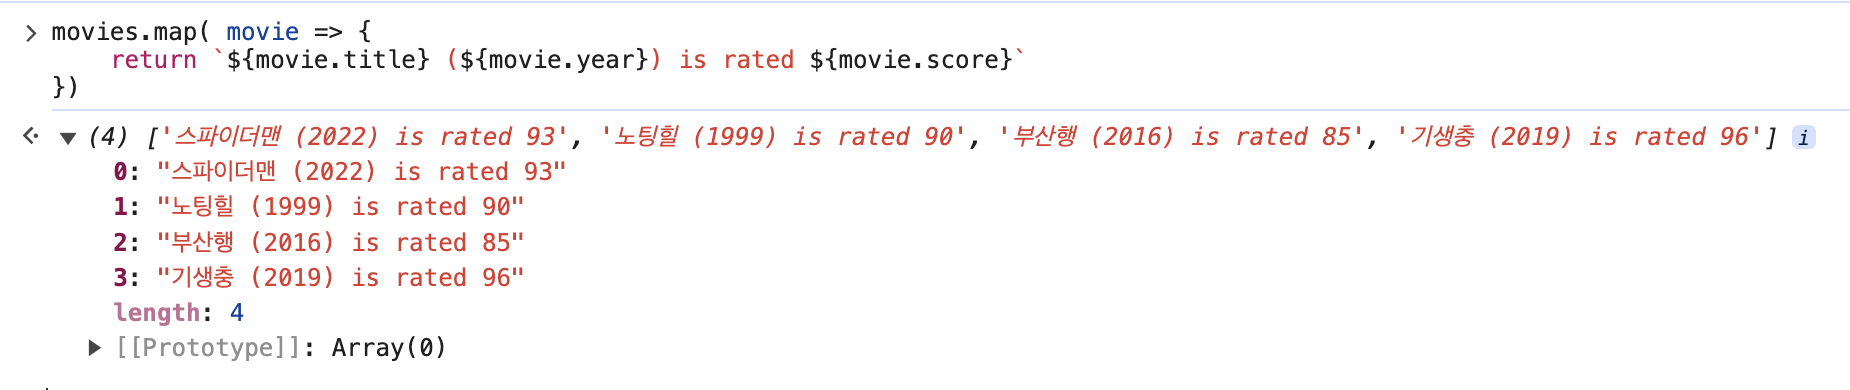 > movies.map( movie => {
    return `${movie.title} (${movie.year}) is rated ${movie.score}`
})
(4) ['스파이더맨 (2022) is rated 93', '노팅힐 (1999) is rated 90', '부산행 (2016) is rated 85', '기생충 (2019) is rated 96'] i
0: "스파이더맨 (2022) is rated 93"
1: "노팅힐 (1999) is rated 90"
2: "부산행 (2016) is rated 85"
3: "기생충 (2019) is rated 96"
length: 4
[[Prototype]]: Array(0)